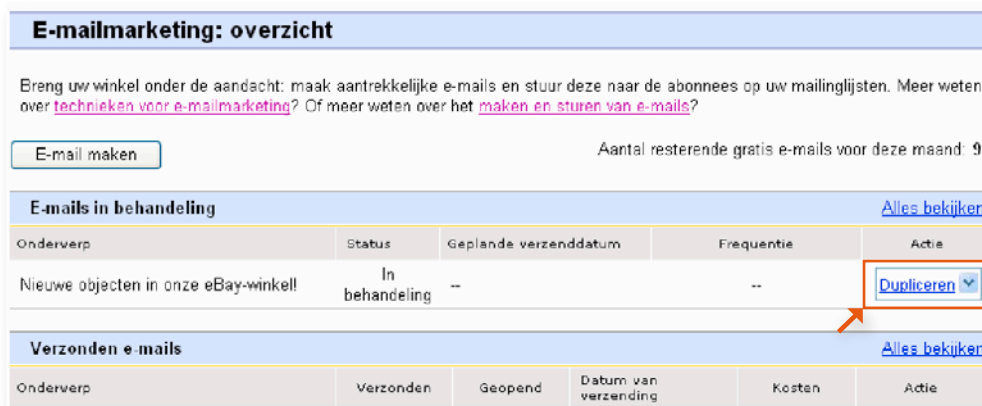 E-mailmarketing: overzicht
Breng uw winkel onder de aandacht: maak aantrekkelijke e-mails en stuur deze naar de abonnees op uw mailinglijsten. Meer weten
over technieken voor e-mailmarketing? Of meer weten over het maken en sturen van e-mails?
E-mail maken
Aantal resterende gratis e-mails voor deze maand: 9
E-mails in behandeling Alles bekijken
Onderwerp Status Geplande verzenddatum Frequentie Actie
Nieuwe objecten in onze eBay-winkel! In behandeling -- -- Dupliceren
Verzonden e-mails Alles bekijken
Onderwerp Verzonden Geopend Datum van verzending Kosten Actie